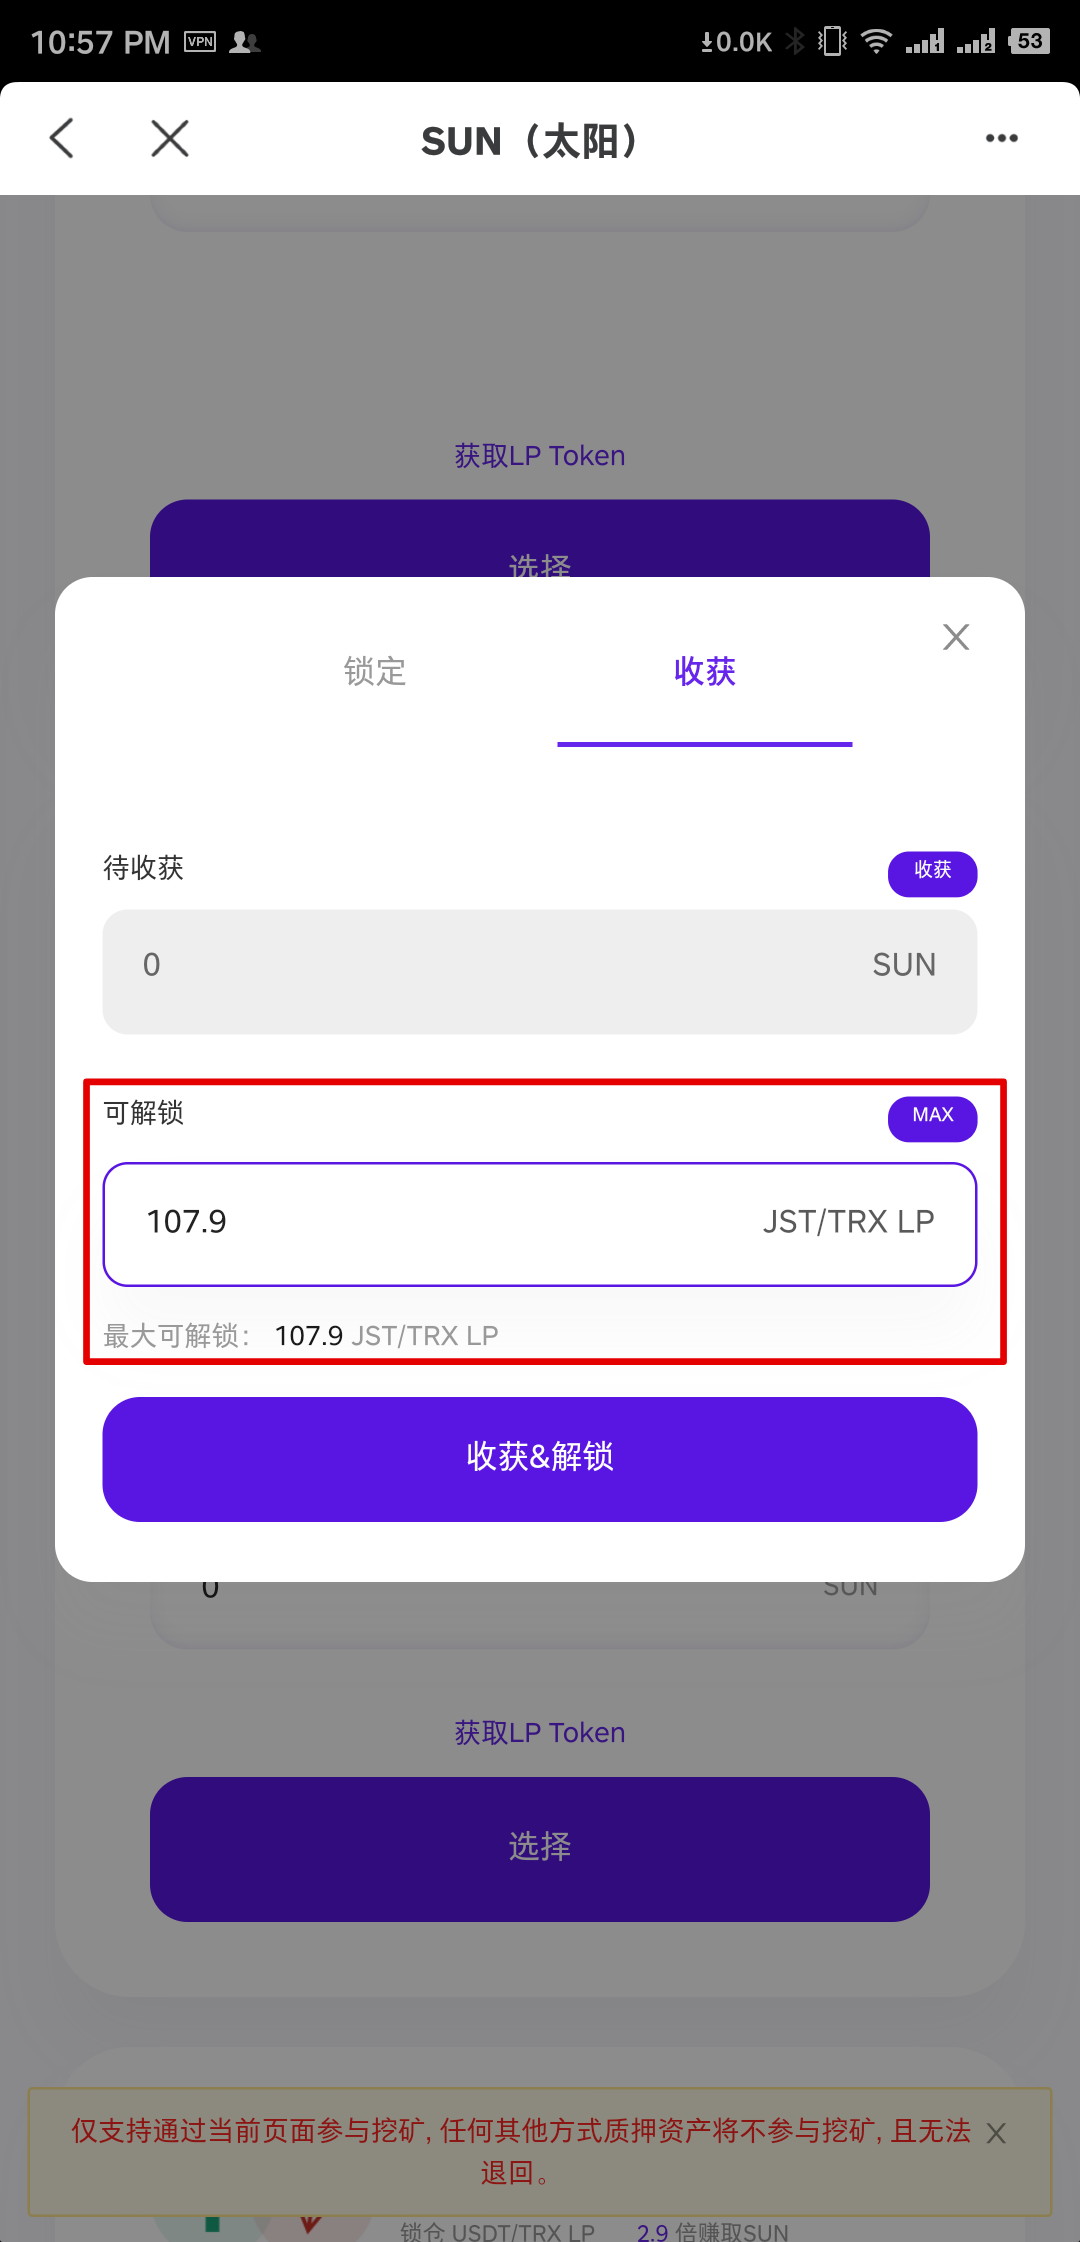 10:57 PM VPN 0.0K 1 2 53
SUN（太阳）
获取LP Token
选择
锁定 收获
待收获 收获
0 SUN
可解锁 MAX
107.9 JST/TRX LP
最大可解锁： 107.9 JST/TRX LP
收获&解锁
0 SUN
获取LP Token
选择
仅支持通过当前页面参与挖矿，任何其他方式质押资产将不参与挖矿，且无法
退回。
锁仓 USDT/TRX LP 2.9 倍赚取SUN